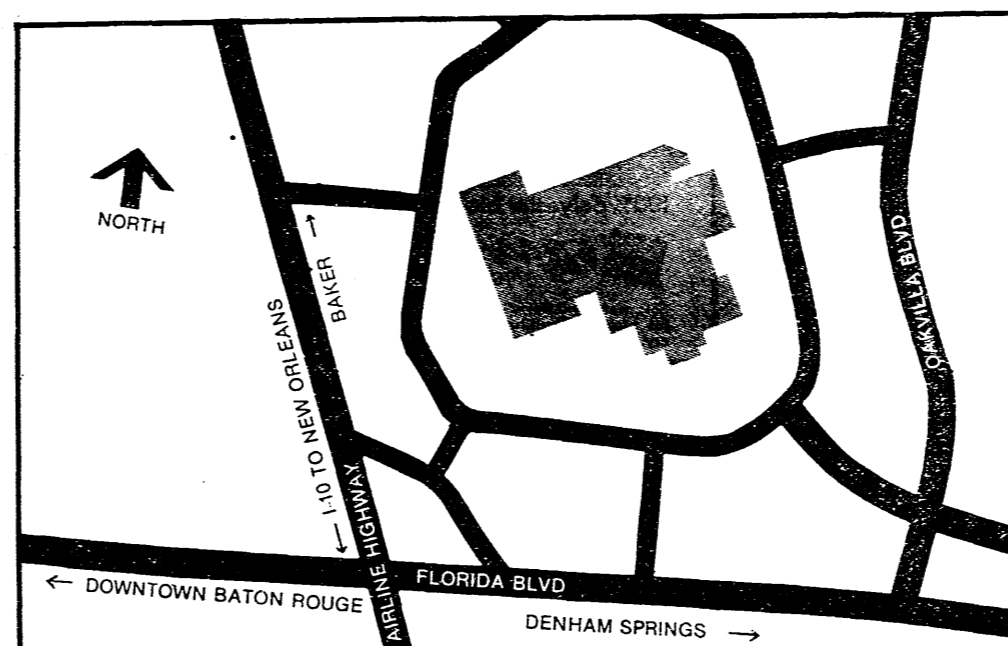 NORTH
BAKER →
← I-10 TO NEW ORLEANS
AIRLINE HIGHWAY
OAKVILLA BLVD
FLORIDA BLVD
← DOWNTOWN BATON ROUGE
DENHAM SPRINGS →